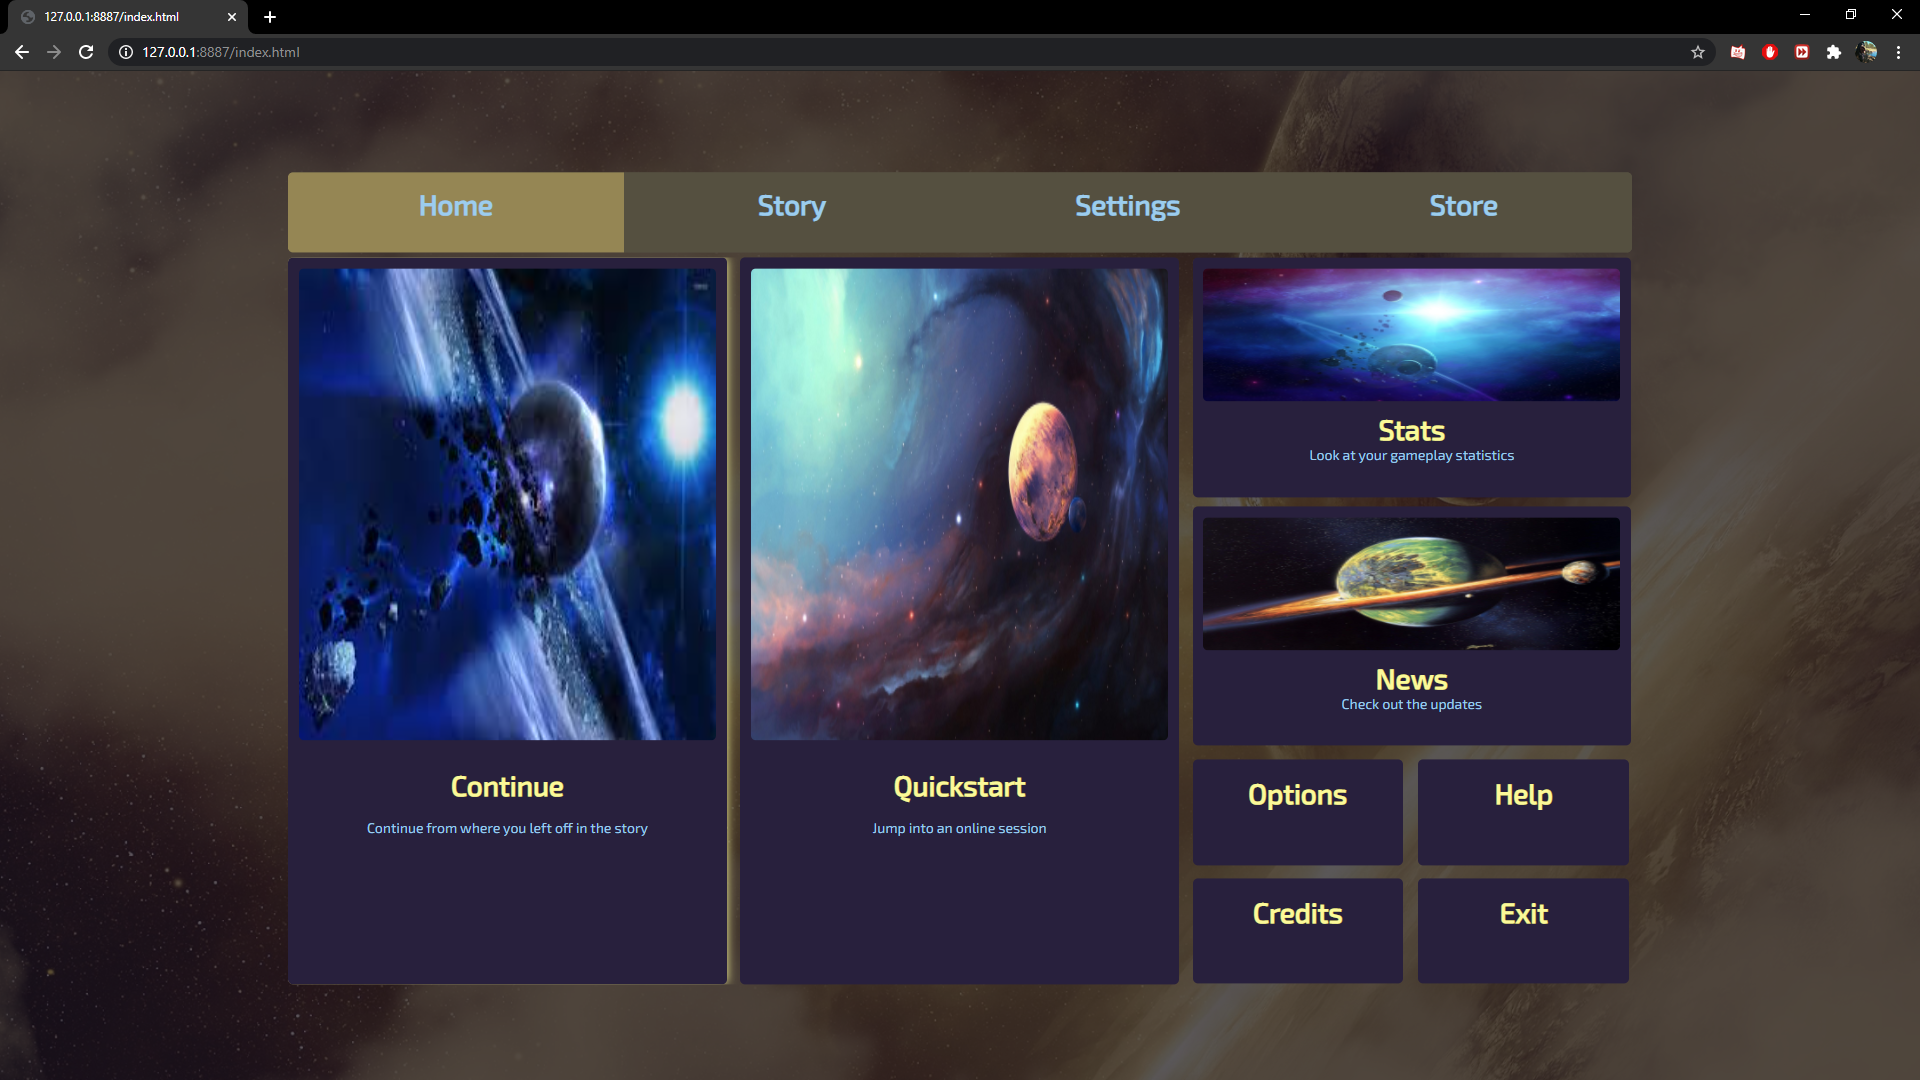 127.0.0.1:8887/index.html
127.0.0.1:8887/index.html
Home Story Settings Store
Continue
Continue from where you left off in the story
Quickstart
Jump into an online session
Stats
Look at your gameplay statistics
News
Check out the updates
Options
Help
Credits
Exit